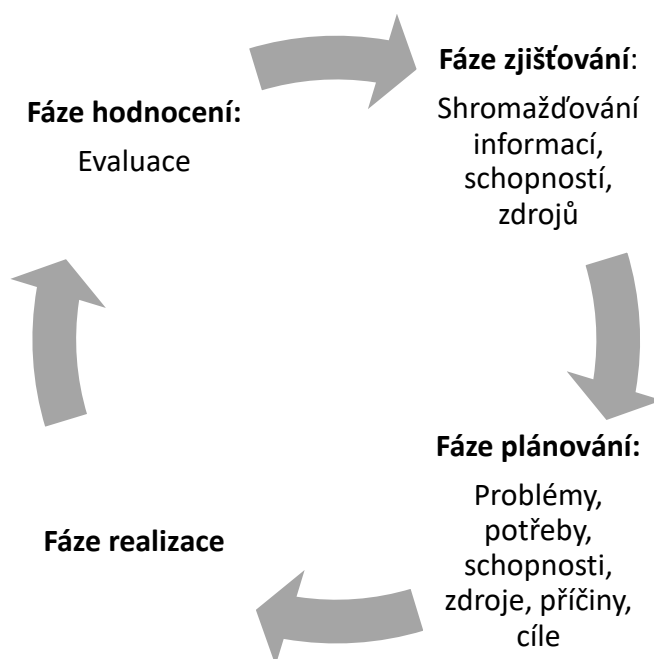 Fáze zjišťování:
Shromažďování
informací,
schopností,
zdrojů
Fáze plánování:
Problémy,
potřeby,
schopnosti,
zdroje, příčiny,
cíle
Fáze realizace
Fáze hodnocení:
Evaluace